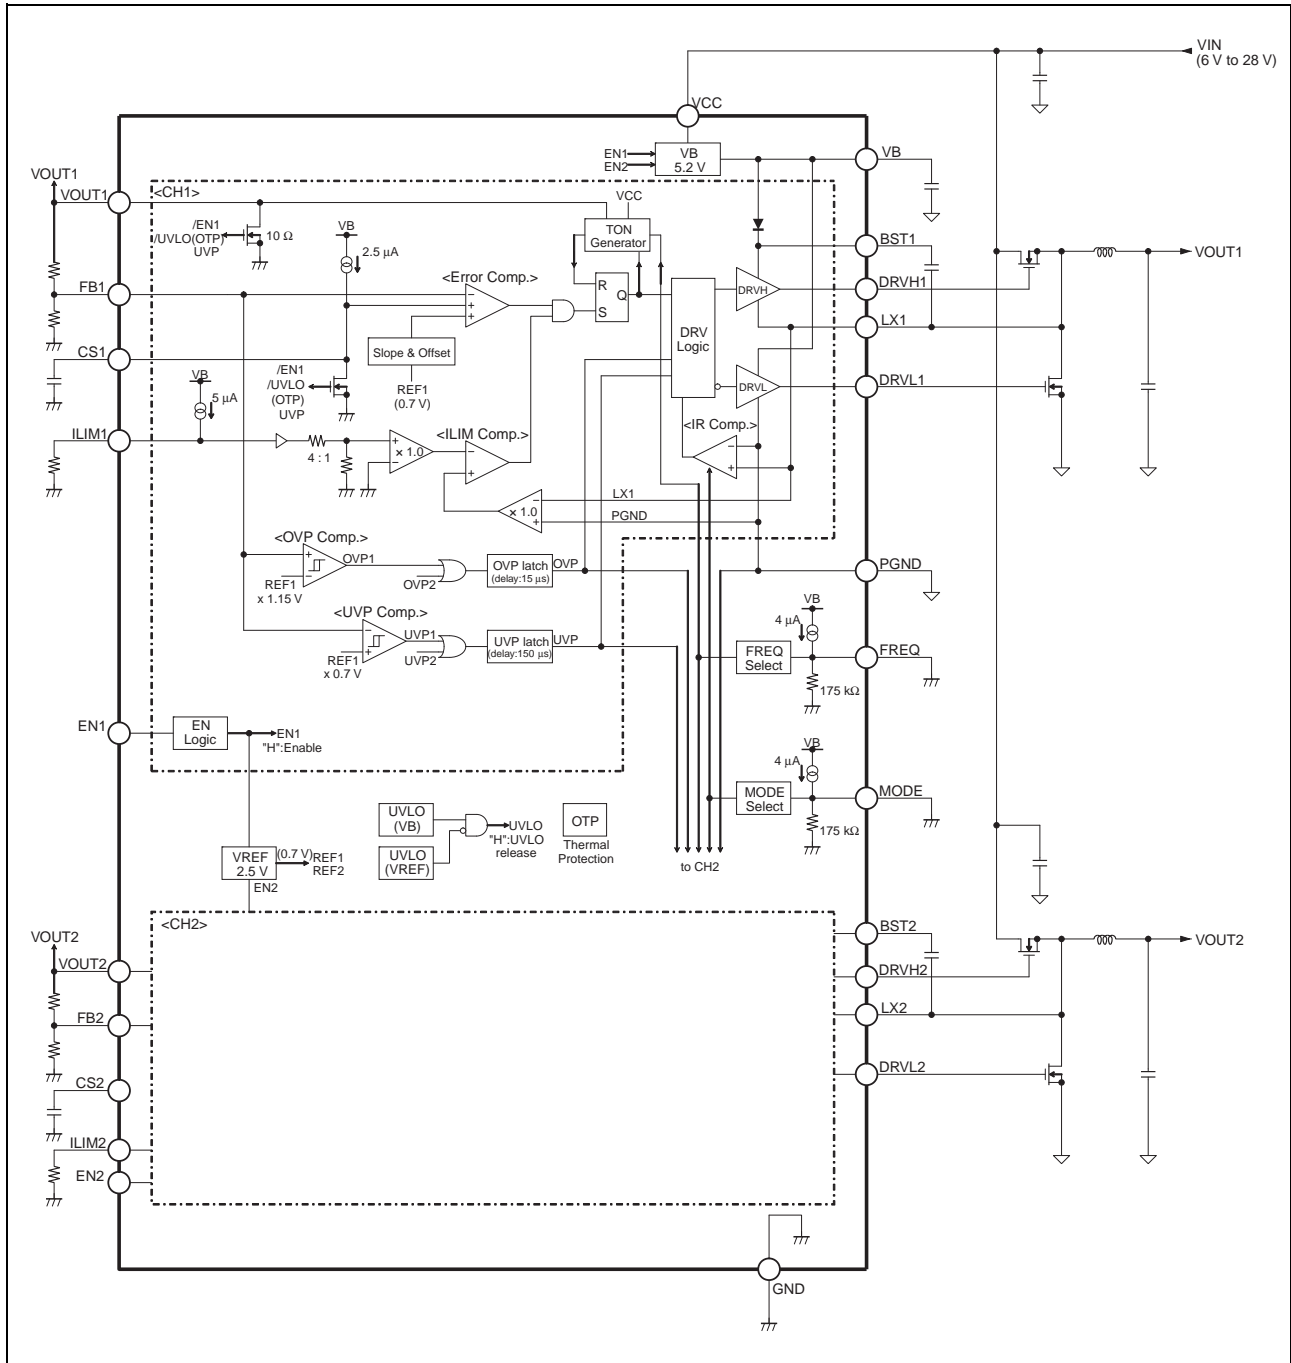 VIN
(6 V to 28 V)
VCC
EN1
EN2
VB
5.2 V
VB
VOUT1
VOUT1
<CH1>
/EN1
/UVLO(OTP)
UVP
10 Ω
VB
2.5 µA
VCC
TON
Generator
BST1
VOUT1
FB1
<Error Comp.>
−
+
+
R
S
Q
DRVH
DRVH1
DRV
Logic
LX1
Slope & Offset
REF1
(0.7 V)
CS1
/EN1
/UVLO
(OTP)
UVP
VB
5 µA
DRVL
DRVL1
ILIM1
4 : 1
+
−
× 1.0
<ILIM Comp.>
−
+
<IR Comp.>
−
+
LX1
PGND
× 1.0
−
+
<OVP Comp.>
+
−
OVP1
REF1
x 1.15 V
OVP2
OVP latch
(delay:15 µs)
OVP
PGND
<UVP Comp.>
−
+
UVP1
REF1
x 0.7 V
UVP2
UVP latch
(delay:150 µs)
UVP
VB
4 µA
FREQ
Select
FREQ
175 kΩ
EN1
EN
Logic
EN1
"H":Enable
VB
4 µA
MODE
Select
MODE
175 kΩ
UVLO
(VB)
UVLO
(VREF)
UVLO
"H":UVLO
release
OTP
Thermal
Protection
to CH2
VREF
2.5 V
(0.7 V)
REF1
REF2
EN2
<CH2>
VOUT2
VOUT2
BST2
VOUT2
DRVH2
FB2
LX2
CS2
DRVL2
ILIM2
EN2
GND